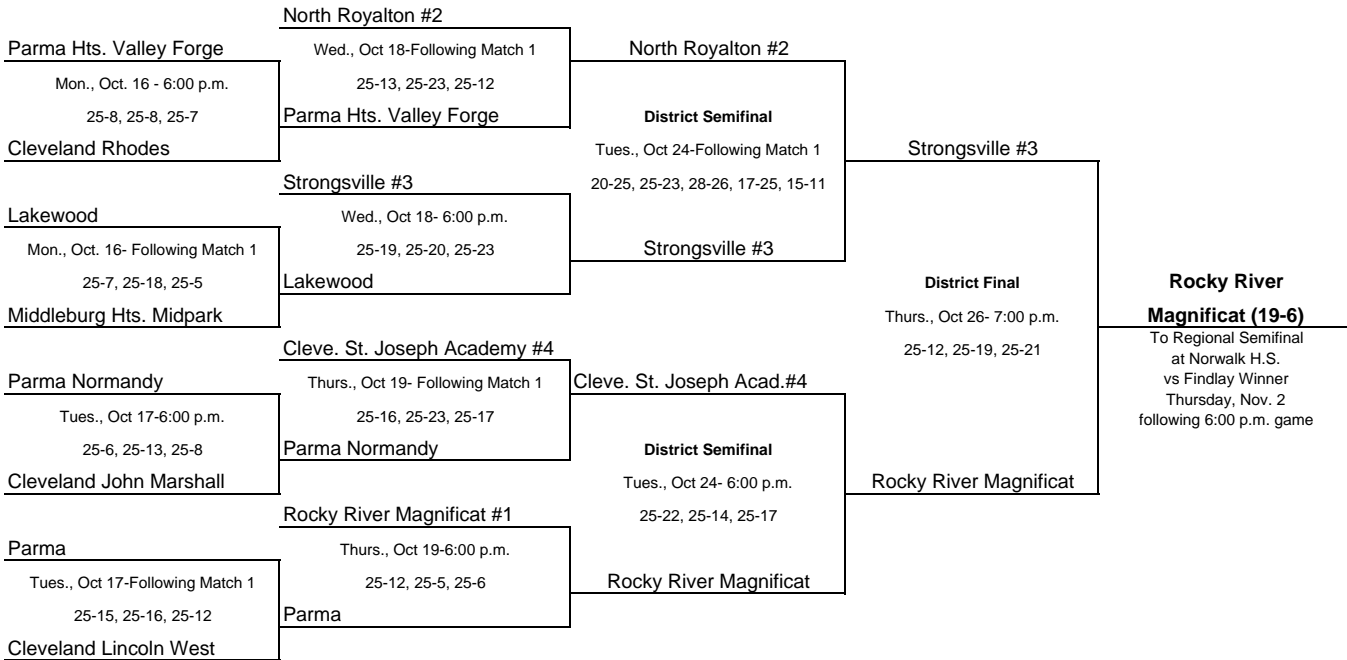 North Royalton #2
Parma Hts. Valley Forge
Wed., Oct 18-Following Match 1
North Royalton #2
Mon., Oct. 16 - 6:00 p.m.
25-13, 25-23, 25-12
25-8, 25-8, 25-7
Parma Hts. Valley Forge
District Semifinal
Cleveland Rhodes
Tues., Oct 24-Following Match 1
Strongsville #3
Strongsville #3
20-25, 25-23, 28-26, 17-25, 15-11
Lakewood
Wed., Oct 18- 6:00 p.m.
Mon., Oct. 16- Following Match 1
25-19, 25-20, 25-23
Strongsville #3
25-7, 25-18, 25-5
Lakewood
District Final
Rocky River
Middleburg Hts. Midpark
Thurs., Oct 26- 7:00 p.m.
Magnificat (19-6)
Cleve. St. Joseph Academy #4
25-12, 25-19, 25-21
To Regional Semifinal
at Norwalk H.S.
Parma Normandy
Thurs., Oct 19- Following Match 1
Cleve. St. Joseph Acad.#4
vs Findlay Winner
Thursday, Nov. 2
Tues., Oct 17-6:00 p.m.
25-16, 25-23, 25-17
following 6:00 p.m. game
25-6, 25-13, 25-8
Parma Normandy
District Semifinal
Cleveland John Marshall
Tues., Oct 24- 6:00 p.m.
Rocky River Magnificat
Rocky River Magnificat #1
25-22, 25-14, 25-17
Parma
Thurs., Oct 19-6:00 p.m.
Tues., Oct 17-Following Match 1
25-12, 25-5, 25-6
Rocky River Magnificat
25-15, 25-16, 25-12
Parma
Cleveland Lincoln West